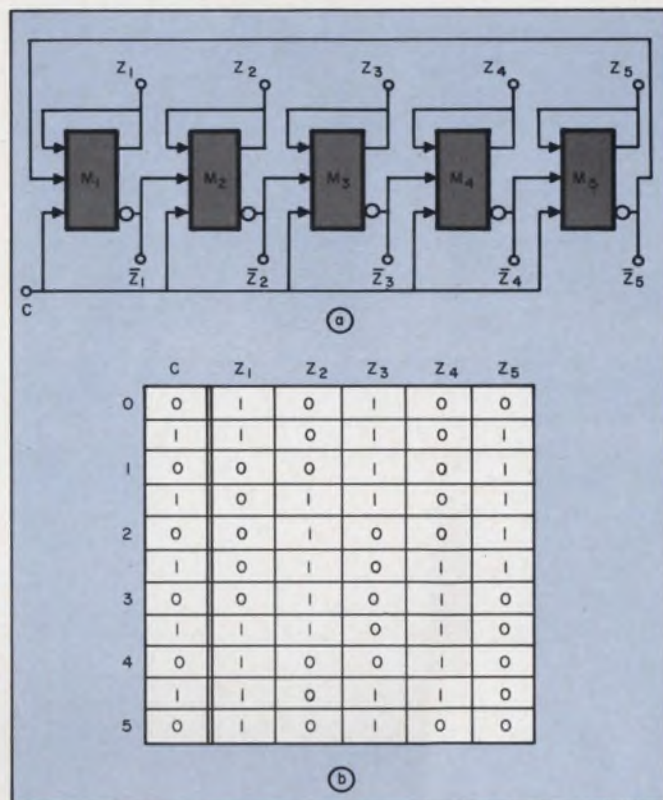 Z1 Z2 Z3 Z4 Z5
M1 M2 M3 M4 M5
Z̅1 Z̅2 Z̅3 Z̅4 Z̅5
C
a
C Z1 Z2 Z3 Z4 Z5
0 0 1 0 1 0 0
1 1 0 1 0 1
1 0 0 0 1 0 1
1 0 1 1 0 1
2 0 0 1 0 0 1
1 0 1 0 1 1
3 0 0 1 0 1 0
1 1 1 0 1 0
4 0 1 0 0 1 0
1 1 0 1 1 0
5 0 1 0 1 0 0
b